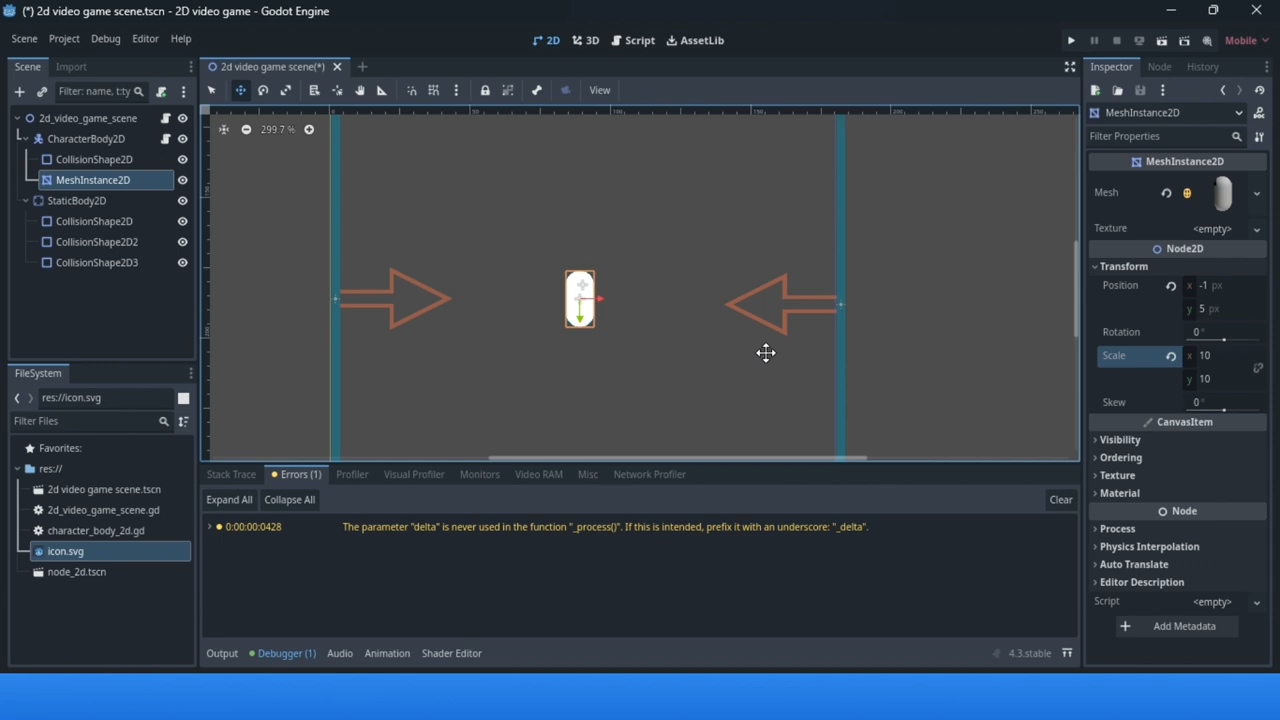 (*) 2d video game scene.tscn - 2D video game - Godot Engine
Scene Project Debug Editor Help
2D 3D Script AssetLib
Mobile
Scene Import
2d video game scene(*)
Inspector Node History
Filter: name, t:ty
View
2d_video_game_scene
CharacterBody2D
CollisionShape2D
MeshInstance2D
StaticBody2D
CollisionShape2D
CollisionShape2D2
CollisionShape2D3
299.7 %
MeshInstance2D
Filter Properties
MeshInstance2D
Mesh
Texture <empty>
Node2D
Transform
Position x -1 px
y 5 px
Rotation 0 °
Scale x 10
y 10
Skew 0 °
CanvasItem
Visibility
Ordering
Texture
Material
Node
Process
Physics Interpolation
Auto Translate
Editor Description
Script <empty>
Add Metadata
FileSystem
res://icon.svg
Filter Files
Favorites:
res://
2d video game scene.tscn
2d_video_game_scene.gd
character_body_2d.gd
icon.svg
node_2d.tscn
Stack Trace Errors (1) Profiler Visual Profiler Monitors Video RAM Misc Network Profiler
Expand All Collapse All Clear
0:00:00:0428 The parameter "delta" is never used in the function "_process()". If this is intended, prefix it with an underscore: "_delta".
Output Debugger (1) Audio Animation Shader Editor 4.3.stable